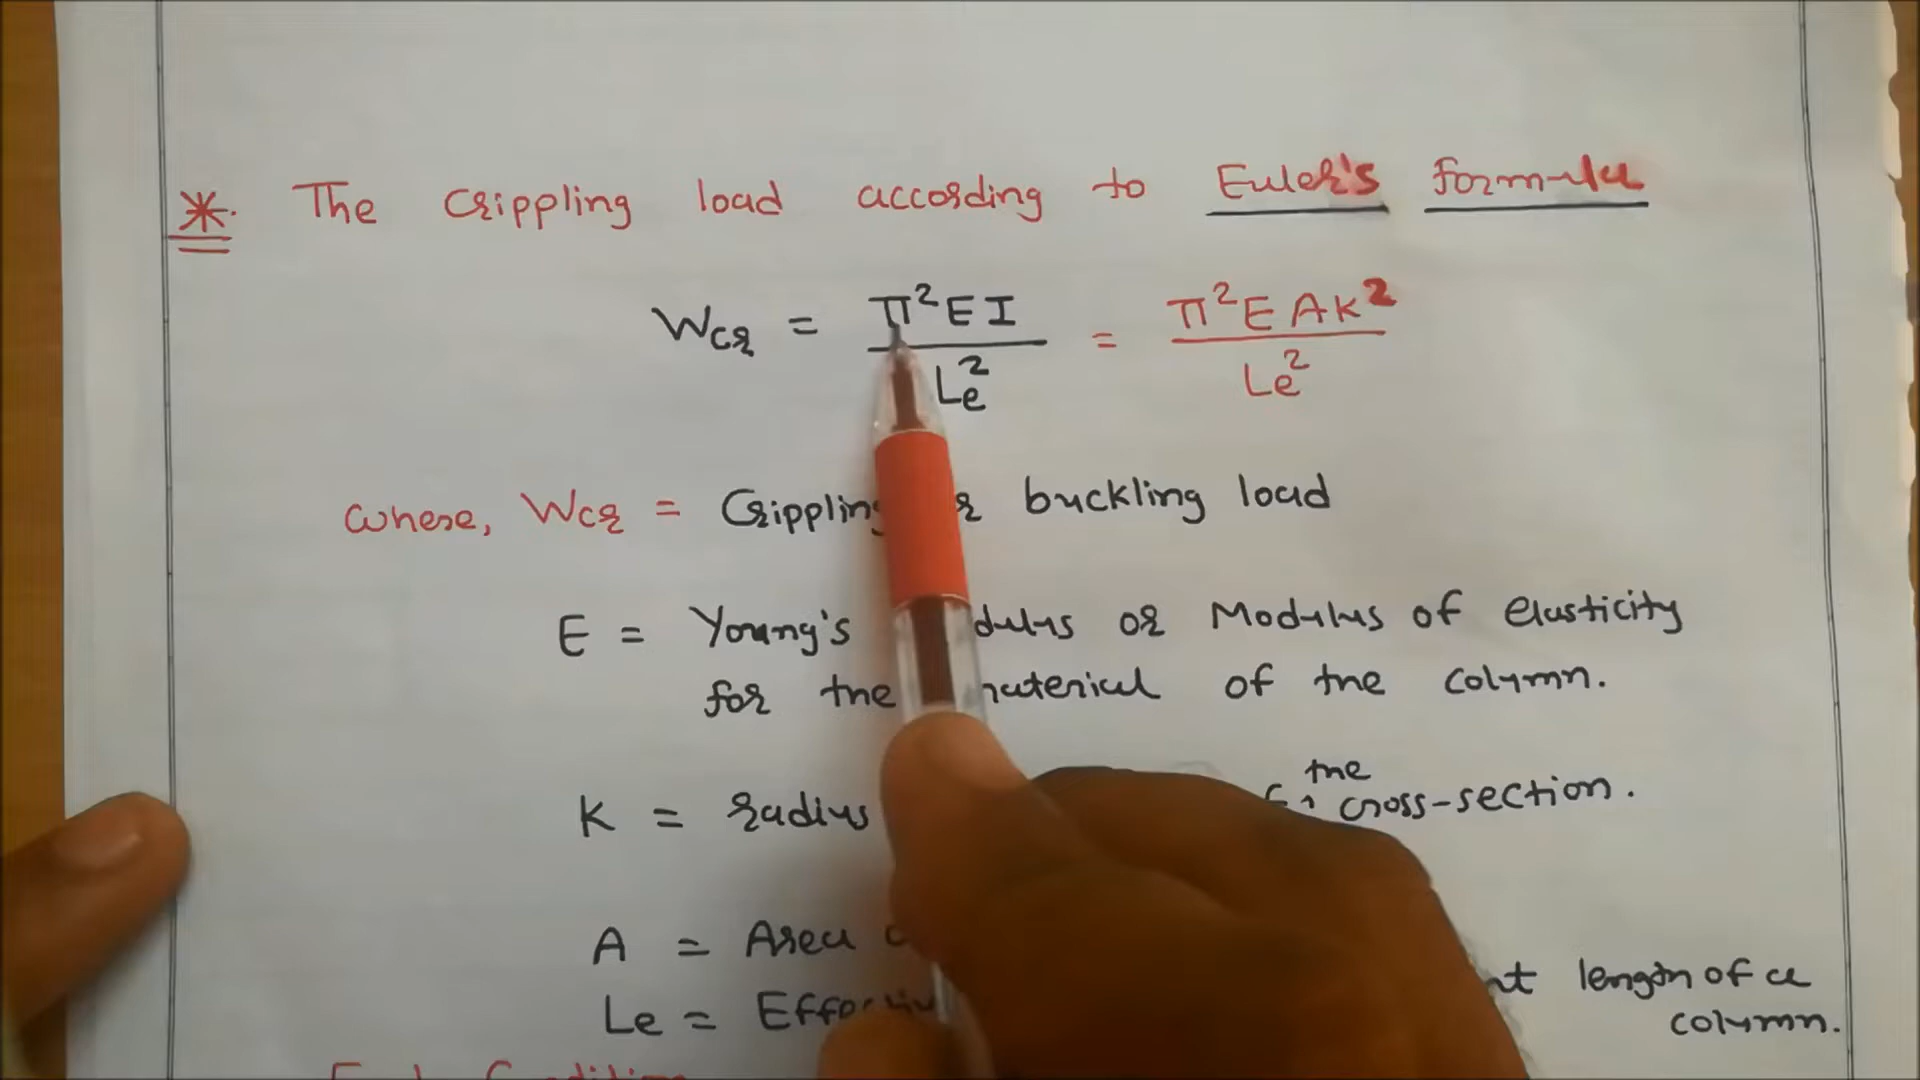 * The Crippling load according to Euler's formula
Wcr = π²EI / Le² = π²EAK² / Le²
where, Wcr = Crippling buckling load
E = Young's Modulus or Modulus of elasticity
for the material of the column.
K = radius the cross-section.
A = Area
Le = length of a
column.